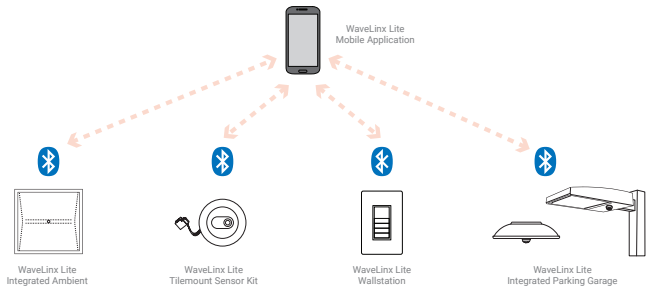 WaveLinx Lite
Mobile Application
WaveLinx Lite
Integrated Ambient
WaveLinx Lite
Tilemount Sensor Kit
WaveLinx Lite
Wallstation
WaveLinx Lite
Integrated Parking Garage